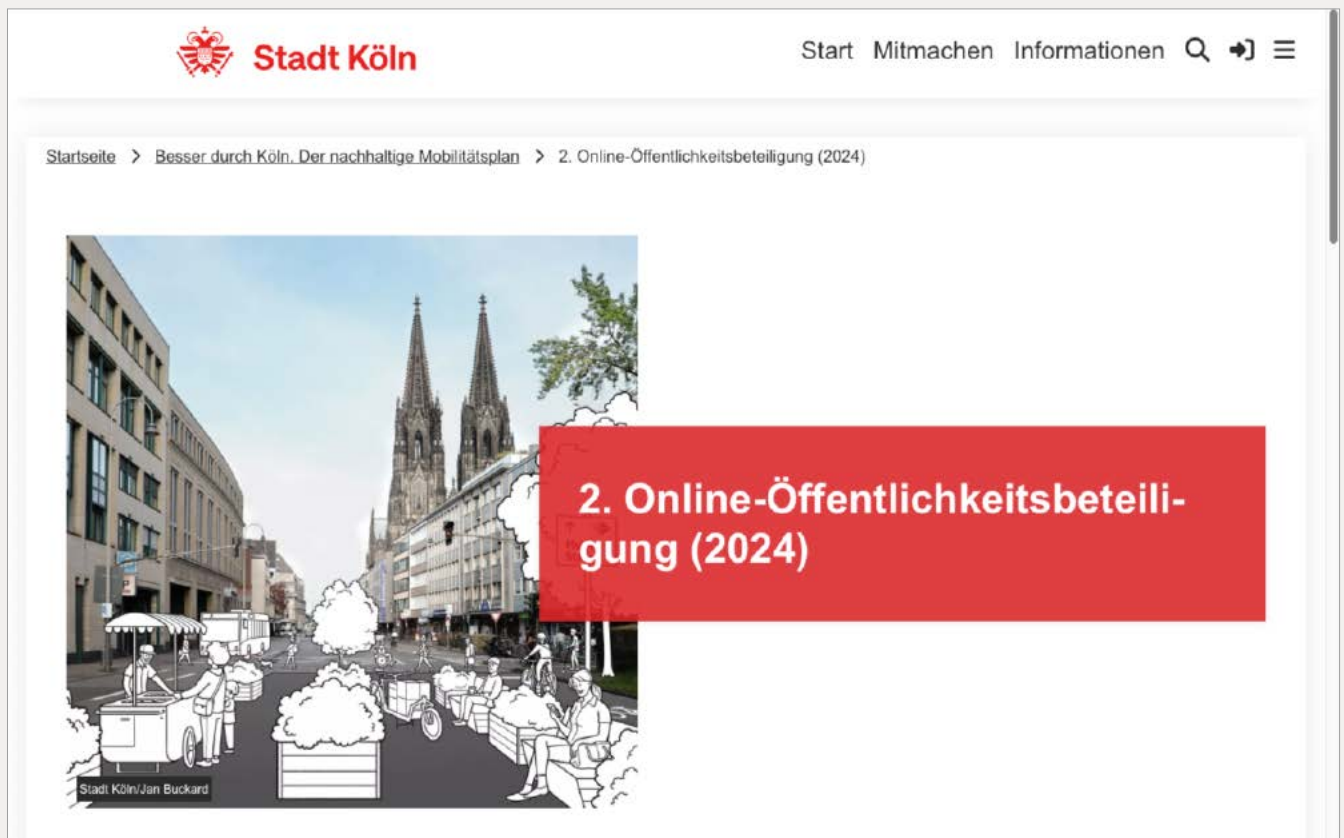 Stadt Köln
Start Mitmachen Informationen
Startseite > Besser durch Köln. Der nachhaltige Mobilitätsplan > 2. Online-Öffentlichkeitsbeteiligung (2024)
2. Online-Öffentlichkeitsbeteili-
gung (2024)
Stadt Köln/Jan Buckard